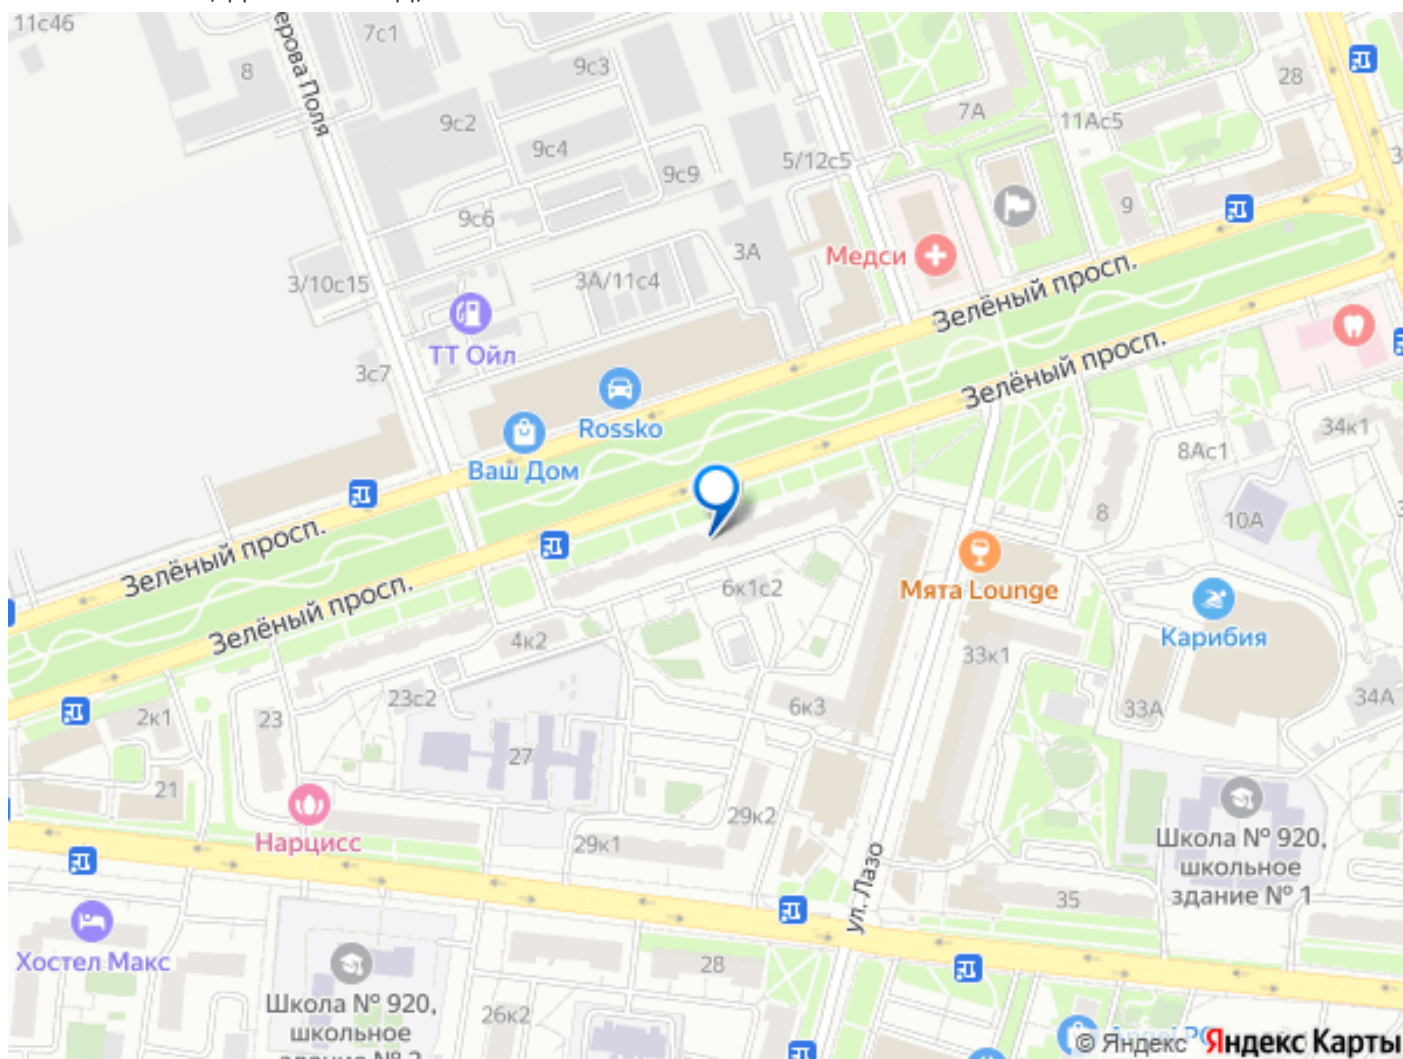 11с46
7с1
8
9с3
28
ерова Поля
9с2
7А
11Ас5
9с4
5/12с5
9с9
9с6
9
3А
Медси
3/10с15
3А/11с4
Зелёный просп.
ТТ Ойл
3с7
Зелёный просп.
Rossko
34к1
Ваш Дом
8Ас1
8
10А
Зелёный просп.
Зелёный просп.
6к1с2
Мята Lounge
4к2
33к1
Карибия
23с2
6к3
33А
34А
2к1
23
27
21
29к2
Нарцисс
29к1
Школа № 920,
школьное
здание № 1
ул. Лазо
35
Хостел Макс
28
Школа № 920,
школьное
здание № 2
26к2
© Яндекс
Яндекс Карты